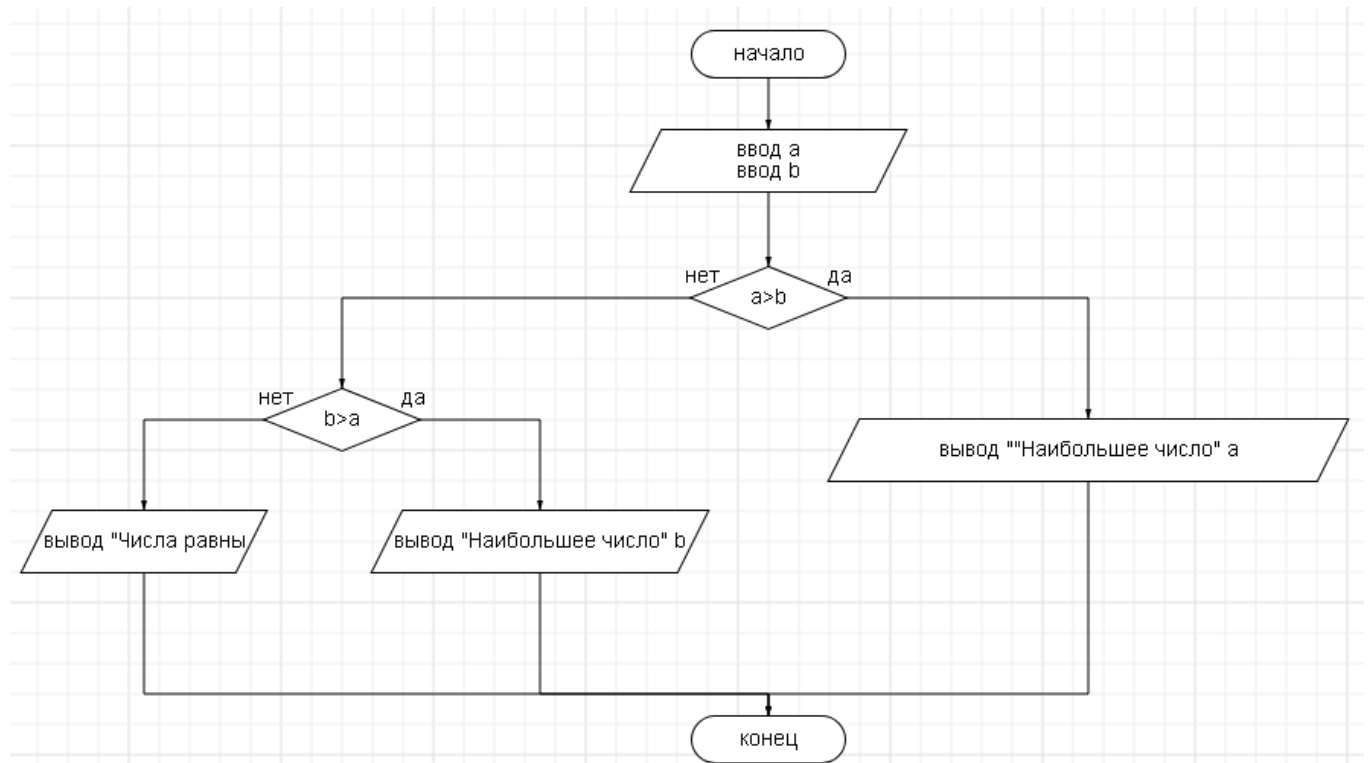 начало
ввод a
ввод b
нет
да
a>b
нет
да
b>a
вывод ""Наибольшее число" a
вывод "Числа равны
вывод "Наибольшее число" b
конец